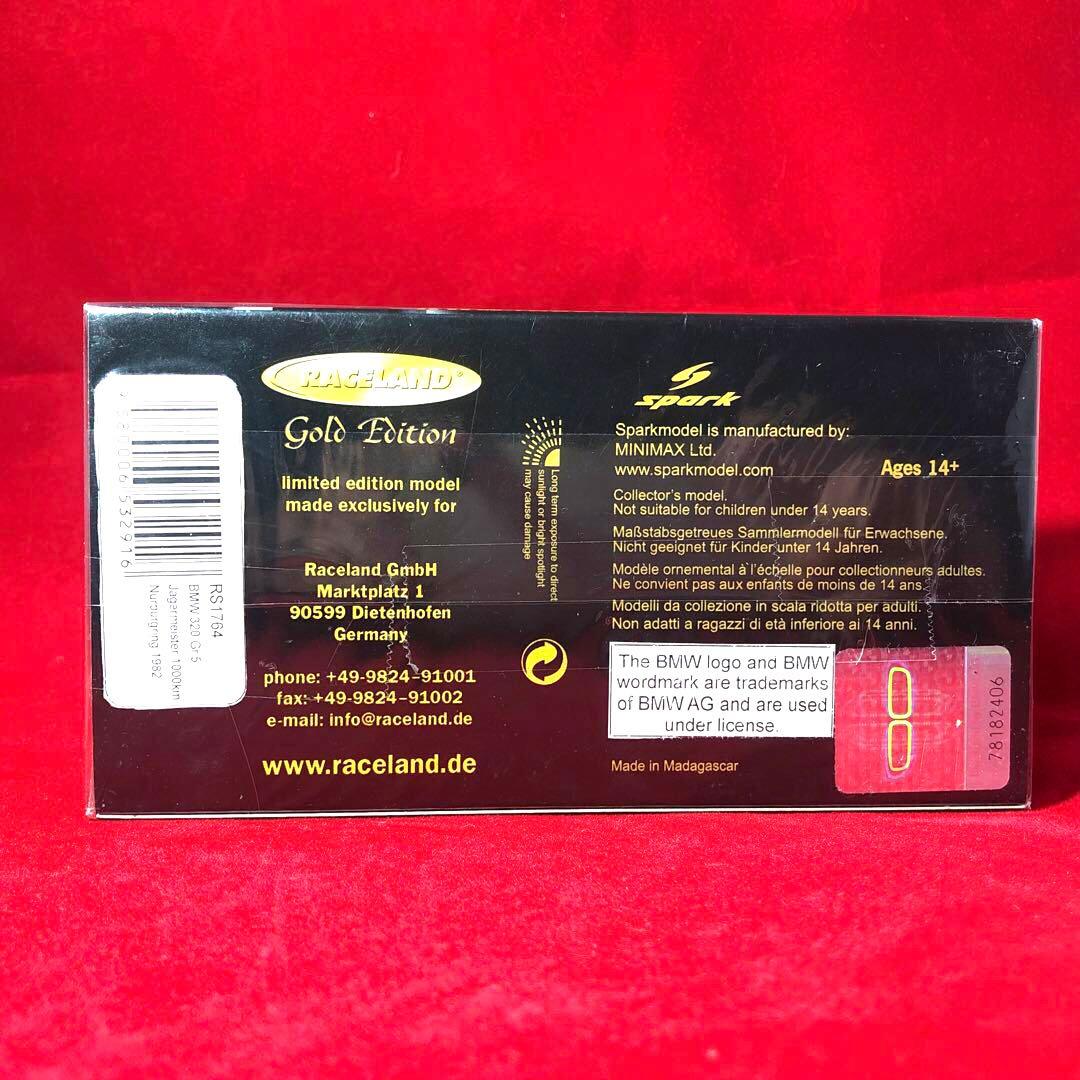 RACELAND®
Gold Edition
limited edition model
made exclusively for
Raceland GmbH
Marktplatz 1
90599 Dietenhofen
Germany
phone: +49-9824-91001
fax: +49-9824-91002
e-mail: info@raceland.de
www.raceland.de
532916
RS1764
BMW 320 Gr 5
Jagermeister 1000km
Nurburgring 1982
Long term exposure to direct
sunlight or bright spotlight
may cause damage
spark
Sparkmodel is manufactured by:
MINIMAX Ltd.
www.sparkmodel.com
Ages 14+
Collector's model.
Not suitable for children under 14 years.
Maßstabsgetreues Sammlermodell für Erwachsene.
Nicht geeignet für Kinder unter 14 Jahren.
Modèle ornemental à l'échelle pour collectionneurs adultes.
Ne convient pas aux enfants de moins de 14 ans.
Modelli da collezione in scala ridotta per adulti.
Non adatti a ragazzi di età inferiore ai 14 anni.
The BMW logo and BMW
wordmark are trademarks
of BMW AG and are used
under license.
Made in Madagascar
78182406